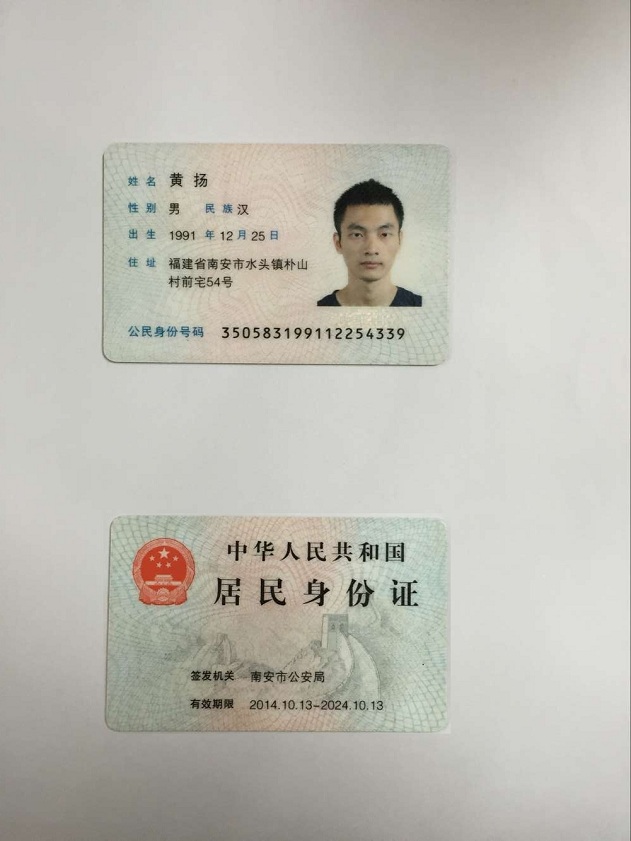 姓名 黄扬
性别 男 民族 汉
出生 1991 年 12 月 25 日
住址 福建省南安市水头镇朴山
村前宅54号
公民身份号码 350583199112254339
中华人民共和国
居民身份证
签发机关 南安市公安局
有效期限 2014.10.13-2024.10.13